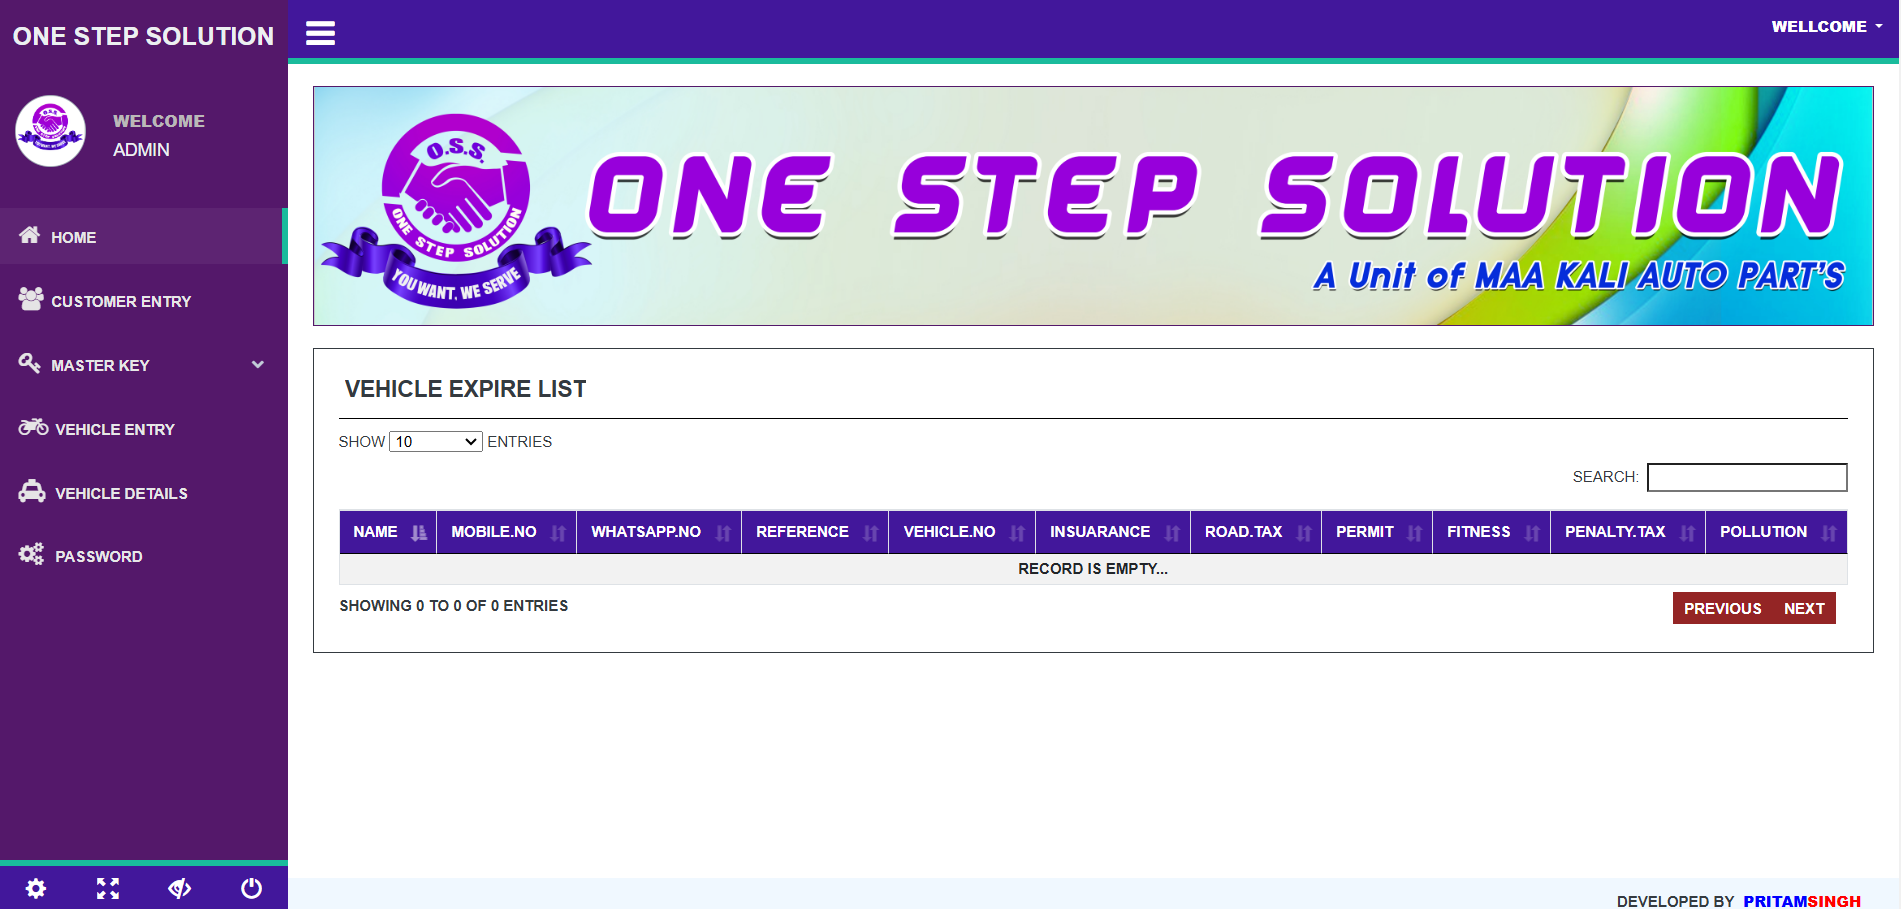 ONE STEP SOLUTION
WELLCOME
WELCOME
ADMIN
HOME
CUSTOMER ENTRY
MASTER KEY
VEHICLE ENTRY
VEHICLE DETAILS
PASSWORD
O.S.S.
ONE STEP SOLUTION
YOU WANT, WE SERVE
ONE STEP SOLUTION
A Unit of MAA KALI AUTO PART'S
VEHICLE EXPIRE LIST
SHOW 10 ENTRIES
SEARCH:
NAME MOBILE.NO WHATSAPP.NO REFERENCE VEHICLE.NO INSUARANCE ROAD.TAX PERMIT FITNESS PENALTY.TAX POLLUTION
RECORD IS EMPTY...
SHOWING 0 TO 0 OF 0 ENTRIES
PREVIOUS NEXT
DEVELOPED BY PRITAMSINGH